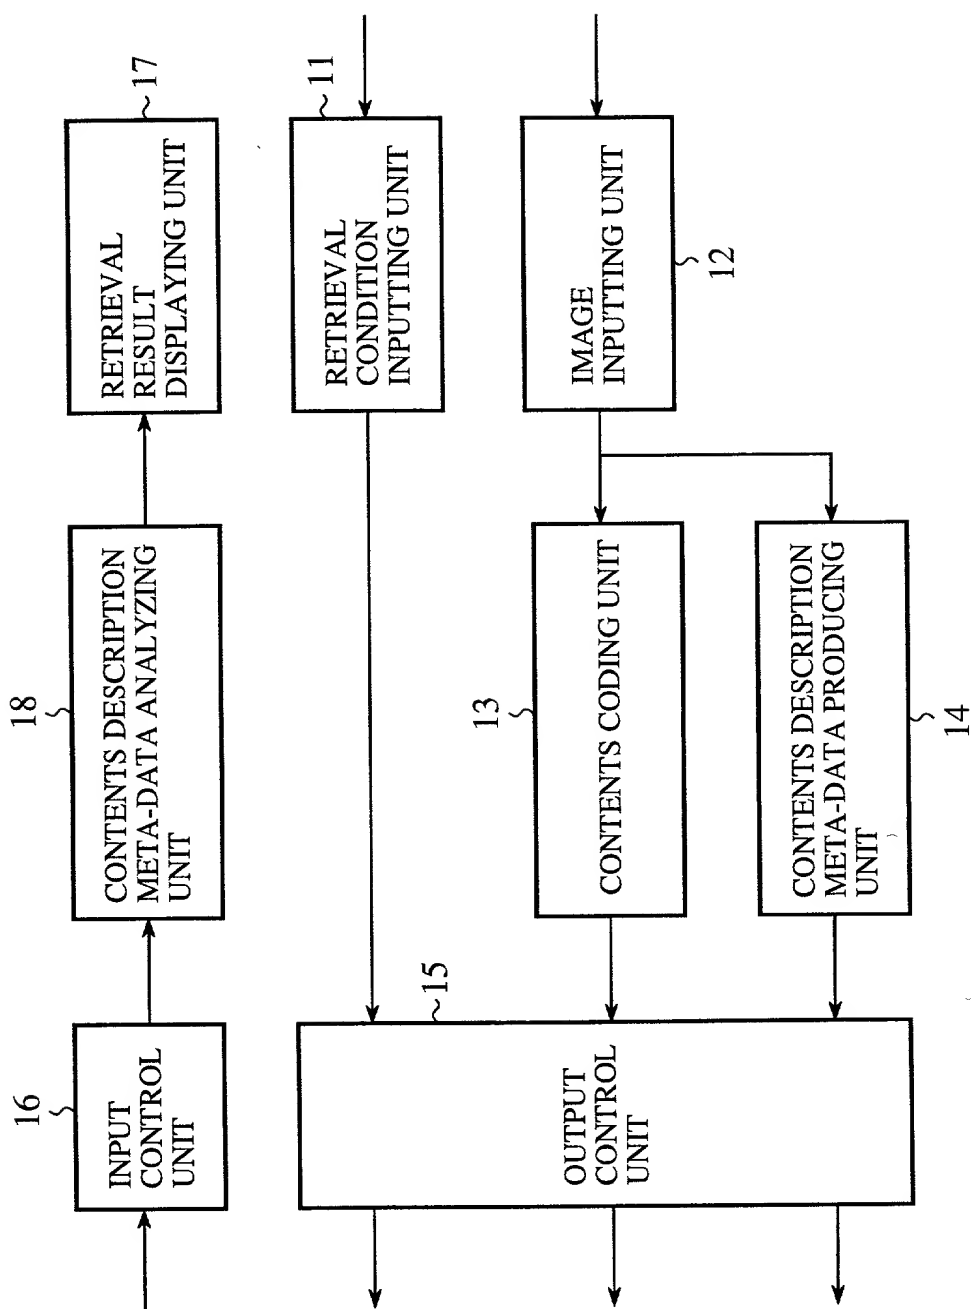 16
INPUT
CONTROL
UNIT
18
CONTENTS DESCRIPTION
META-DATA ANALYZING
UNIT
17
RETRIEVAL
RESULT
DISPLAYING UNIT
11
RETRIEVAL
CONDITION
INPUTTING UNIT
15
OUTPUT
CONTROL
UNIT
13
CONTENTS CODING UNIT
12
IMAGE
INPUTTING UNIT
14
CONTENTS DESCRIPTION
META-DATA PRODUCING
UNIT